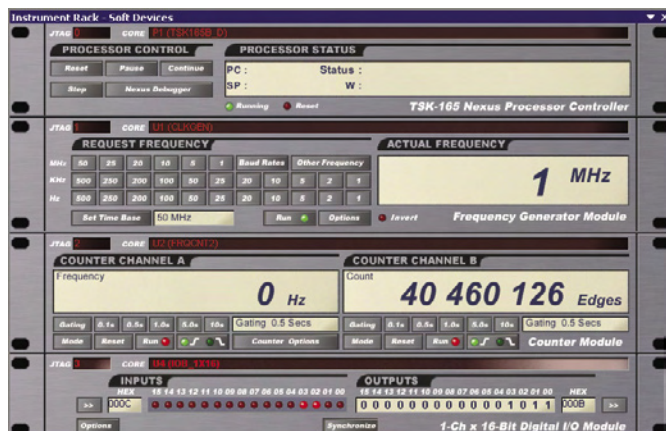 Instrument Rack - Soft Devices
JTAG 0 CORE P1 (TSK165B_D)
PROCESSOR CONTROL PROCESSOR STATUS
Reset Pause Continue PC : Status :
Step Nexus Debugger SP : W :
Running Reset TSK-165 Nexus Processor Controller
JTAG 1 CORE U1 (CLKGEN)
REQUEST FREQUENCY ACTUAL FREQUENCY
MHz 50 25 20 10 5 1 Baud Rates Other Frequency
KHz 500 250 200 100 50 25 20 10 5 2 1
1 MHz
Hz 500 250 200 100 50 25 20 10 5 2 1
Set Time Base 50 MHz Run Options Invert Frequency Generator Module
JTAG 2 CORE U2 (FRQCNT2)
COUNTER CHANNEL A COUNTER CHANNEL B
Frequency Count
0 Hz 40 460 126 Edges
Gating 0.1s 0.5s 1.0s 5.0s 10s Gating 0.5 Secs Gating 0.1s 0.5s 1.0s 5.0s 10s Gating 0.5 Secs
Mode Reset Run Counter Options Mode Reset Run Counter Module
JTAG 3 CORE U4 (IOB_1X16)
INPUTS OUTPUTS
HEX 15 14 13 12 11 10 09 08 07 06 05 04 03 02 01 00 15 14 13 12 11 10 09 08 07 06 05 04 03 02 01 00 HEX
>> 000C 0 0 0 0 0 0 0 0 0 0 0 0 1 0 1 1 000B >>
Options Synchronize 1-Ch x 16-Bit Digital I/O Module